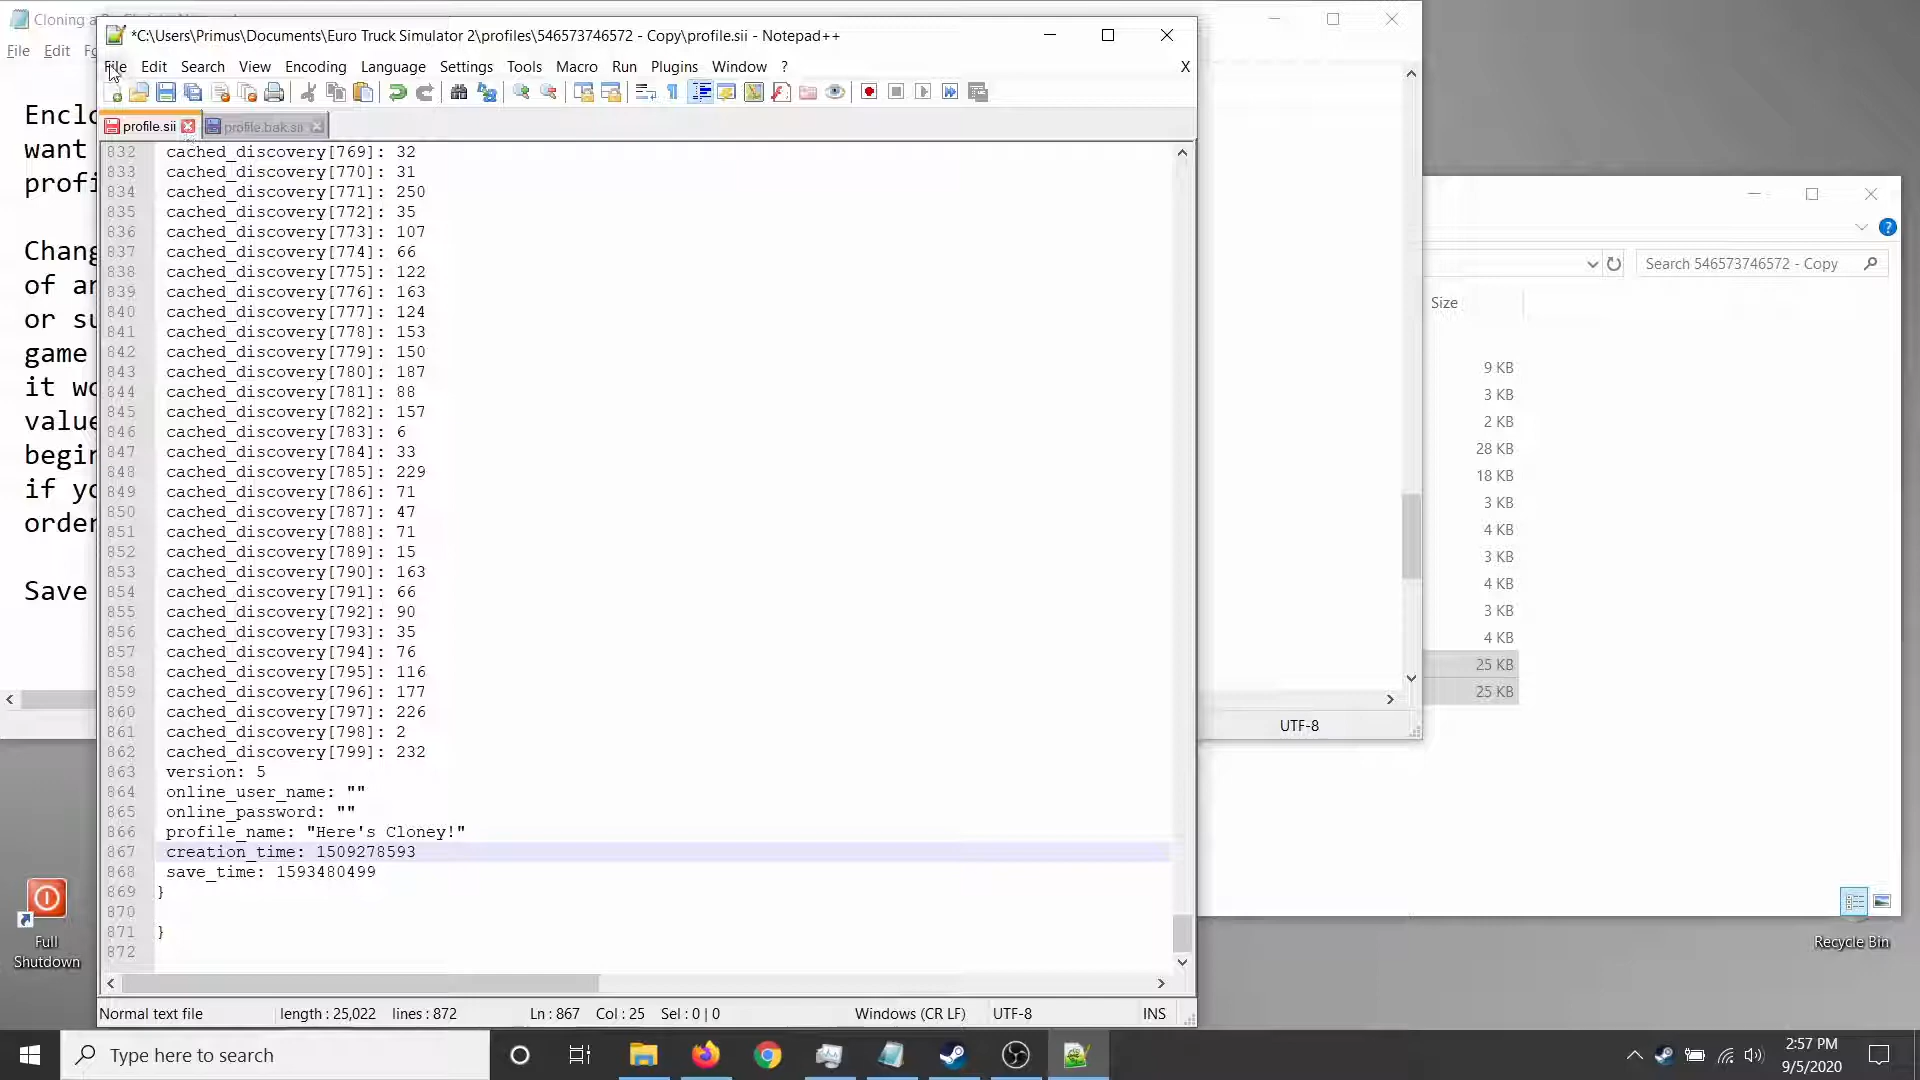 Cloning a
File Edit Fo
Enclo
want
profi
Chang
of an
or su
game
it wo
value
begin
if yo
order
Save
*C:\Users\Primus\Documents\Euro Truck Simulator 2\profiles\546573746572 - Copy\profile.sii - Notepad++
File Edit Search View Encoding Language Settings Tools Macro Run Plugins Window ?
X
profile.sii
profile.bak.sii
832 cached_discovery[769]: 32
833 cached_discovery[770]: 31
834 cached_discovery[771]: 250
835 cached_discovery[772]: 35
836 cached_discovery[773]: 107
837 cached_discovery[774]: 66
838 cached_discovery[775]: 122
839 cached_discovery[776]: 163
840 cached_discovery[777]: 124
841 cached_discovery[778]: 153
842 cached_discovery[779]: 150
843 cached_discovery[780]: 187
844 cached_discovery[781]: 88
845 cached_discovery[782]: 157
846 cached_discovery[783]: 6
847 cached_discovery[784]: 33
848 cached_discovery[785]: 229
849 cached_discovery[786]: 71
850 cached_discovery[787]: 47
851 cached_discovery[788]: 71
852 cached_discovery[789]: 15
853 cached_discovery[790]: 163
854 cached_discovery[791]: 66
855 cached_discovery[792]: 90
856 cached_discovery[793]: 35
857 cached_discovery[794]: 76
858 cached_discovery[795]: 116
859 cached_discovery[796]: 177
860 cached_discovery[797]: 226
861 cached_discovery[798]: 2
862 cached_discovery[799]: 232
863 version: 5
864 online_user_name: ""
865 online_password: ""
866 profile_name: "Here's Cloney!"
867 creation_time: 1509278593
868 save_time: 1593480499
869 }
870
871 }
872
Normal text file length : 25,022 lines : 872 Ln : 867 Col : 25 Sel : 0 | 0 Windows (CR LF) UTF-8 INS
UTF-8
Search 546573746572 - Copy
Size
9 KB
3 KB
2 KB
28 KB
18 KB
3 KB
4 KB
3 KB
4 KB
3 KB
4 KB
25 KB
25 KB
Full
Shutdown
Recycle Bin
Type here to search
2:57 PM
9/5/2020